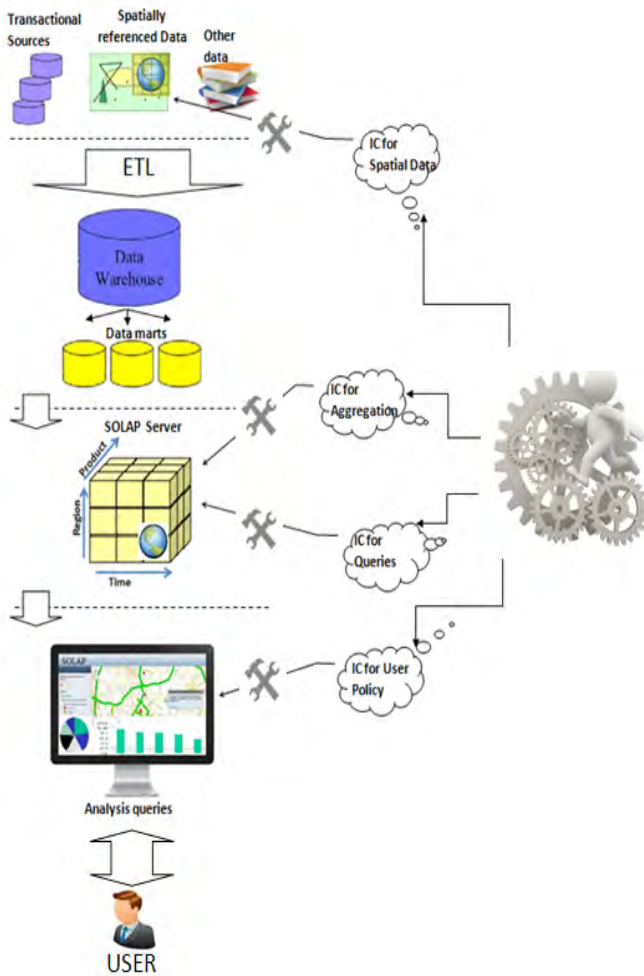 Transactional
Sources
Spatially
referenced Data
Other
data
IC for
Spatial Data
ETL
Data
Warehouse
Data marts
IC for
Aggregation
SOLAP Server
Product
Region
Time
IC for
Queries
IC for User
Policy
SOLAP
Analysis queries
USER